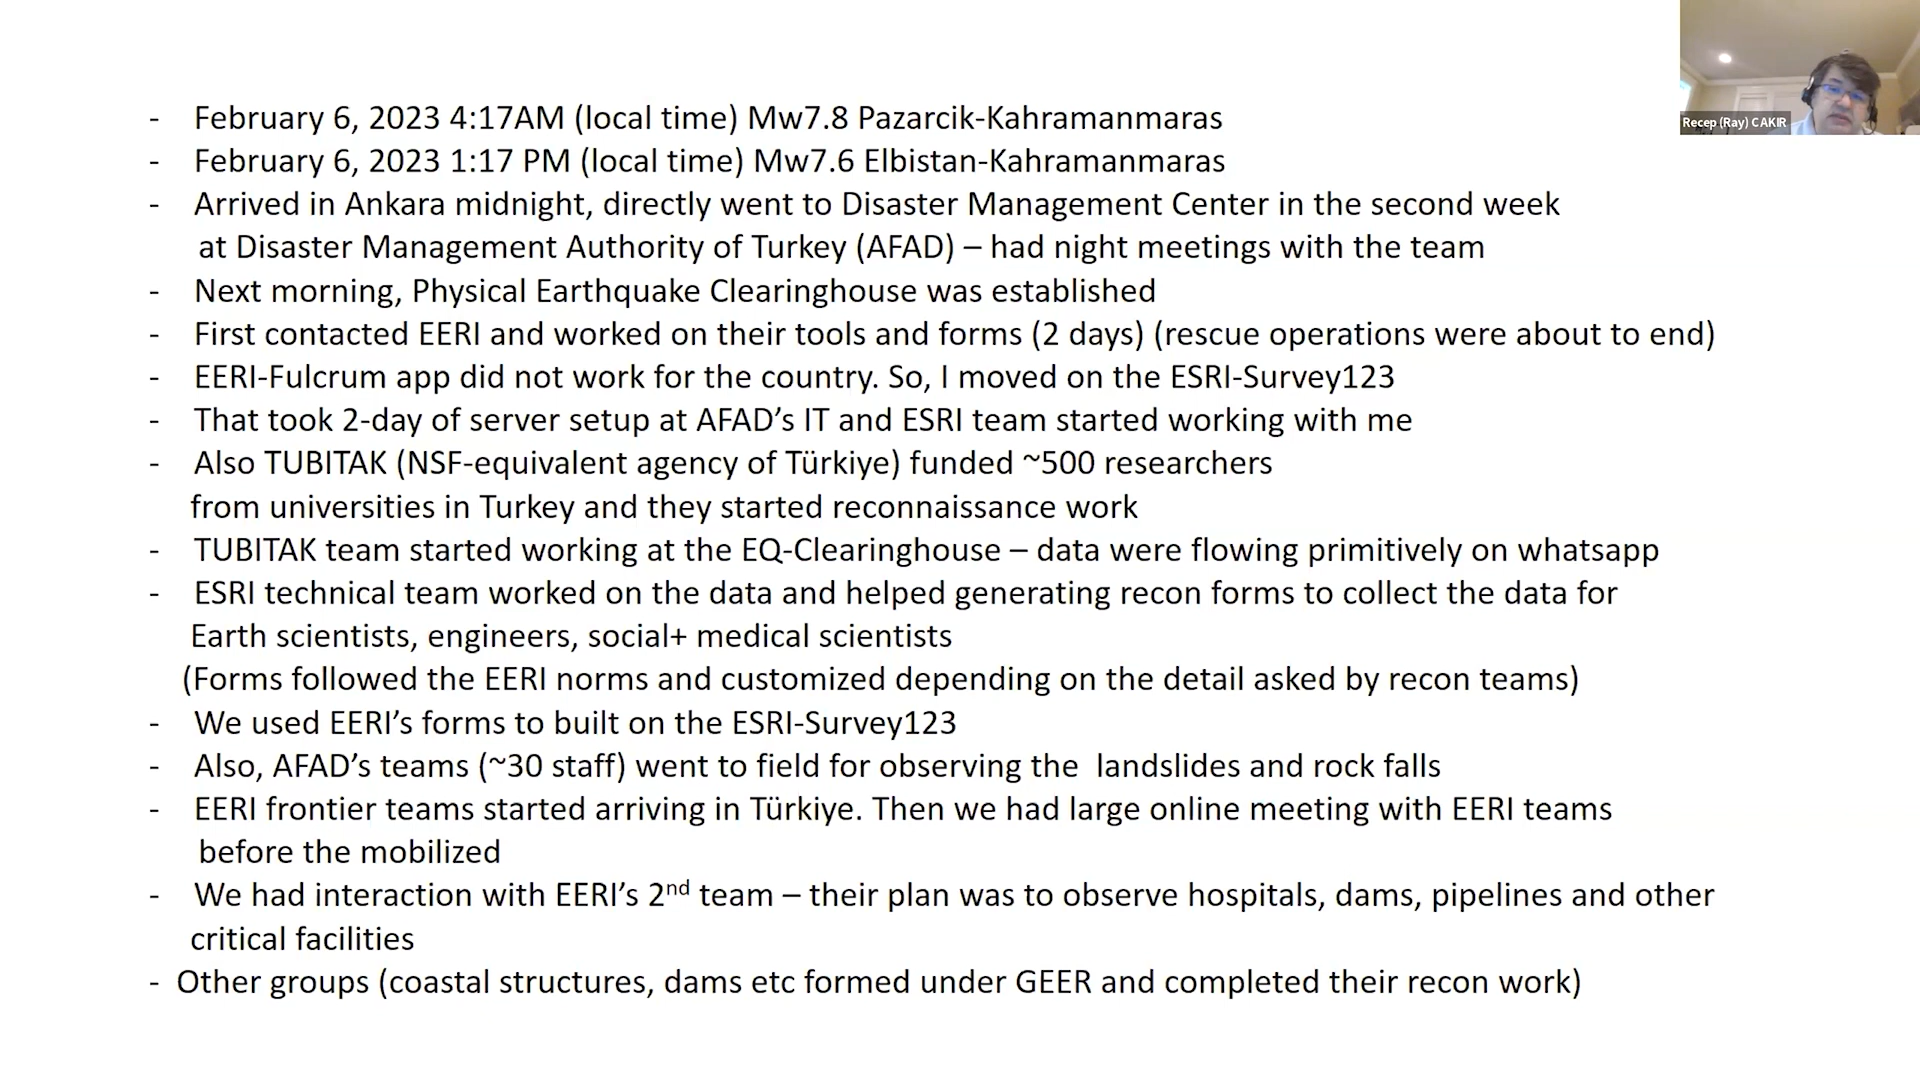 - February 6, 2023 4:17AM (local time) Mw7.8 Pazarcik-Kahramanmaras
- February 6, 2023 1:17 PM (local time) Mw7.6 Elbistan-Kahramanmaras
- Arrived in Ankara midnight, directly went to Disaster Management Center in the second week
at Disaster Management Authority of Turkey (AFAD) – had night meetings with the team
- Next morning, Physical Earthquake Clearinghouse was established
- First contacted EERI and worked on their tools and forms (2 days) (rescue operations were about to end)
- EERI-Fulcrum app did not work for the country. So, I moved on the ESRI-Survey123
- That took 2-day of server setup at AFAD’s IT and ESRI team started working with me
- Also TUBITAK (NSF-equivalent agency of Türkiye) funded ~500 researchers
from universities in Turkey and they started reconnaissance work
- TUBITAK team started working at the EQ-Clearinghouse – data were flowing primitively on whatsapp
- ESRI technical team worked on the data and helped generating recon forms to collect the data for
Earth scientists, engineers, social+ medical scientists
(Forms followed the EERI norms and customized depending on the detail asked by recon teams)
- We used EERI’s forms to built on the ESRI-Survey123
- Also, AFAD’s teams (~30 staff) went to field for observing the  landslides and rock falls
- EERI frontier teams started arriving in Türkiye. Then we had large online meeting with EERI teams
before the mobilized
- We had interaction with EERI’s 2nd team – their plan was to observe hospitals, dams, pipelines and other
critical facilities
- Other groups (coastal structures, dams etc formed under GEER and completed their recon work)
Recep (Ray) CAKIR